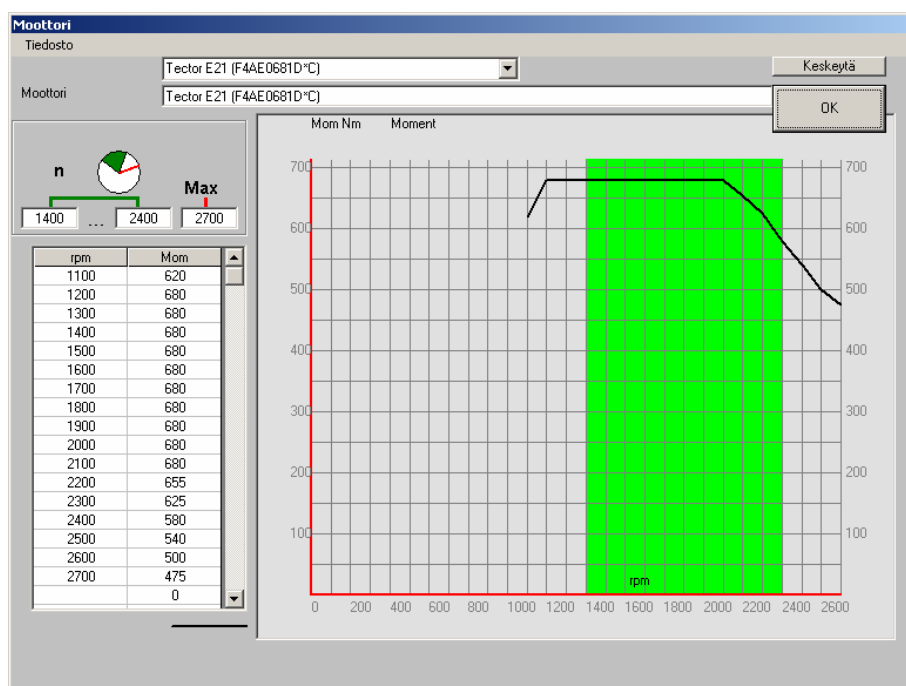 Moottori
Tiedosto
Tector E21 (F4AE0681D*C)
Keskeytä
Moottori
Tector E21 (F4AE0681D*C)
OK
n
Max
1400 ... 2400 2700
rpm Mom
1100 620
1200 680
1300 680
1400 680
1500 680
1600 680
1700 680
1800 680
1900 680
2000 680
2100 680
2200 655
2300 625
2400 580
2500 540
2600 500
2700 475
0
Mom Nm Moment
700 700
600 600
500 500
400 400
300 300
200 200
100 100
rpm
0 200 400 600 800 1000 1200 1400 1600 1800 2000 2200 2400 2600